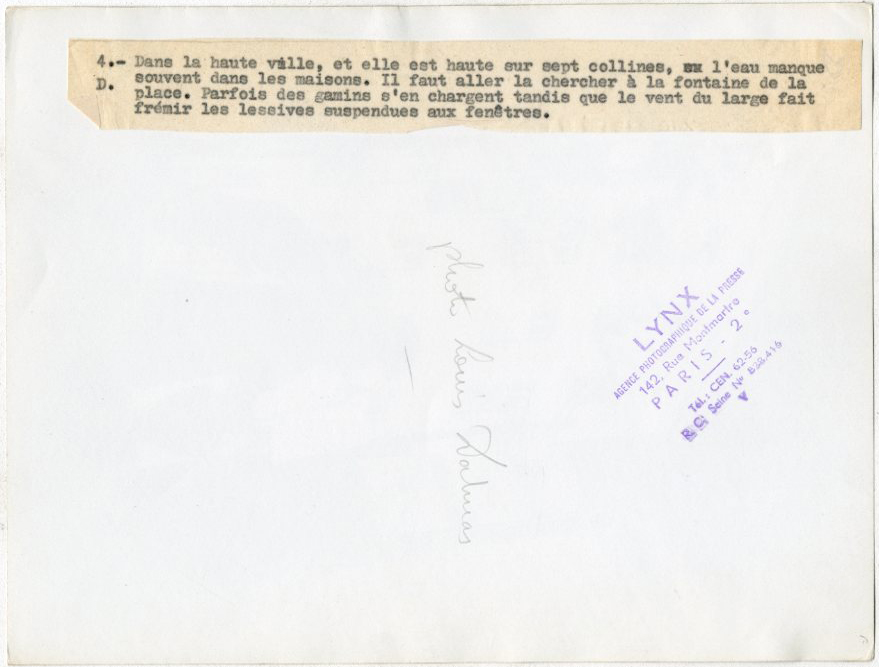 4.- Dans la haute ville, et elle est haute sur sept collines, l'eau manque
D. souvent dans les maisons. Il faut aller la chercher à la fontaine de la
place. Parfois des gamins s'en chargent tandis que le vent du large fait
frémir les lessives suspendues aux fenêtres.
photo Louis Dalmas
LYNX
AGENCE PHOTOGRAPHIQUE DE LA PRESSE
142, Rue Montmartre
PARIS - 2e
Tél.: CEN. 62-56
R. C. Seine No